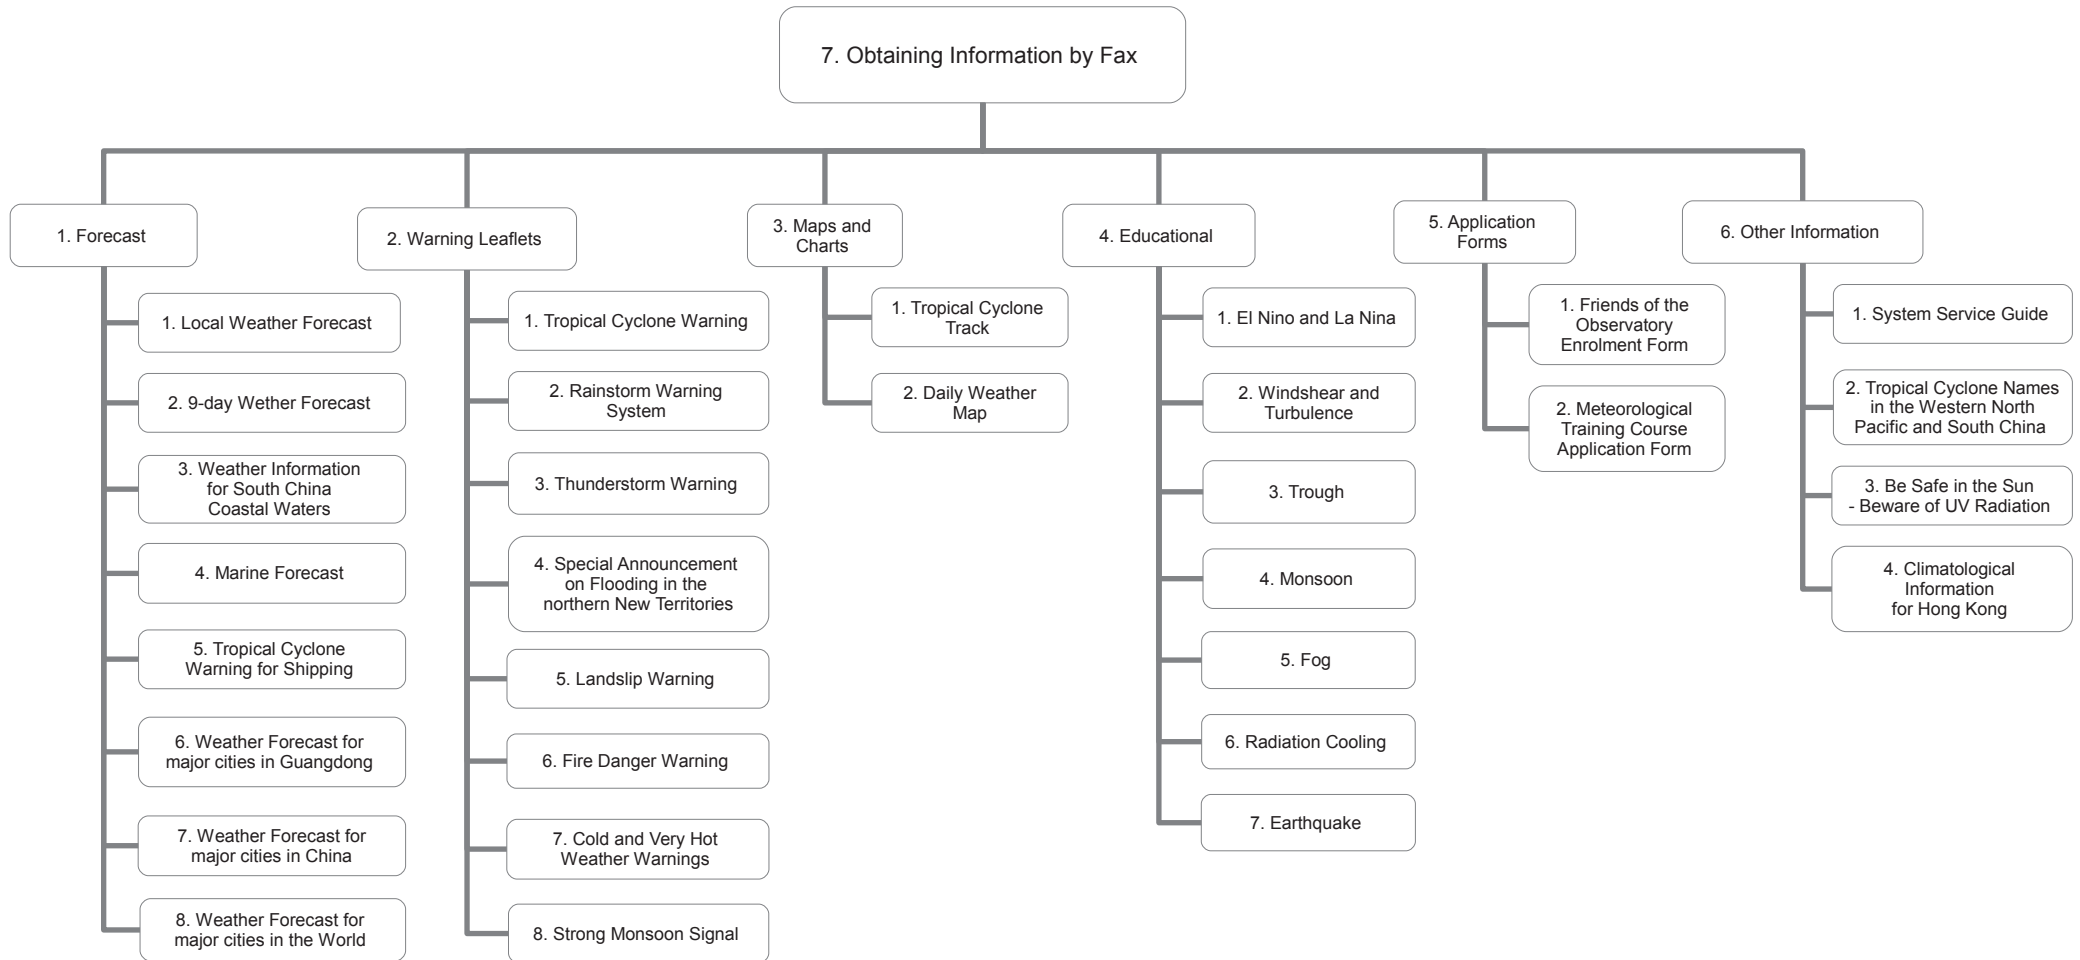 7. Obtaining Information by Fax
1. Forecast
1. Local Weather Forecast
2. 9-day Wether Forecast
3. Weather Information
for South China
Coastal Waters
4. Marine Forecast
5. Tropical Cyclone
Warning for Shipping
6. Weather Forecast for
major cities in Guangdong
7. Weather Forecast for
major cities in China
8. Weather Forecast for
major cities in the World
2. Warning Leaflets
1. Tropical Cyclone Warning
2. Rainstorm Warning
System
3. Thunderstorm Warning
4. Special Announcement
on Flooding in the
northern New Territories
5. Landslip Warning
6. Fire Danger Warning
7. Cold and Very Hot
Weather Warnings
8. Strong Monsoon Signal
3. Maps and
Charts
1. Tropical Cyclone
Track
2. Daily Weather
Map
4. Educational
1. El Nino and La Nina
2. Windshear and
Turbulence
3. Trough
4. Monsoon
5. Fog
6. Radiation Cooling
7. Earthquake
5. Application
Forms
1. Friends of the
Observatory
Enrolment Form
2. Meteorological
Training Course
Application Form
6. Other Information
1. System Service Guide
2. Tropical Cyclone Names
in the Western North
Pacific and South China
3. Be Safe in the Sun
- Beware of UV Radiation
4. Climatological
Information
for Hong Kong